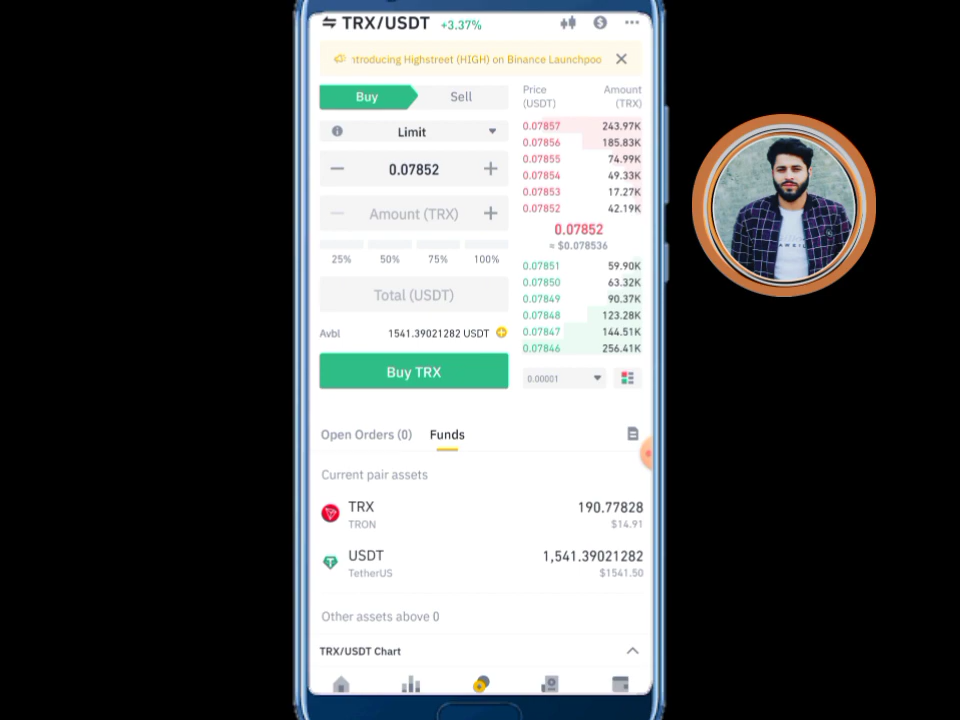 TRX/USDT +3.37%
ntroducing Highstreet (HIGH) on Binance Launchpoo
Buy Sell
Limit
0.07852
Amount (TRX)
25% 50% 75% 100%
Total (USDT)
Avbl 1541.39021282 USDT
Buy TRX
Price Amount
(USDT) (TRX)
0.07857 243.97K
0.07856 185.83K
0.07855 74.99K
0.07854 49.33K
0.07853 17.27K
0.07852 42.19K
0.07852
≈ $0.078536
0.07851 59.90K
0.07850 63.32K
0.07849 90.37K
0.07848 123.28K
0.07847 144.51K
0.07846 256.41K
0.00001
Open Orders (0) Funds
Current pair assets
TRX 190.77828
TRON $14.91
USDT 1,541.39021282
TetherUS $1541.50
Other assets above 0
TRX/USDT Chart